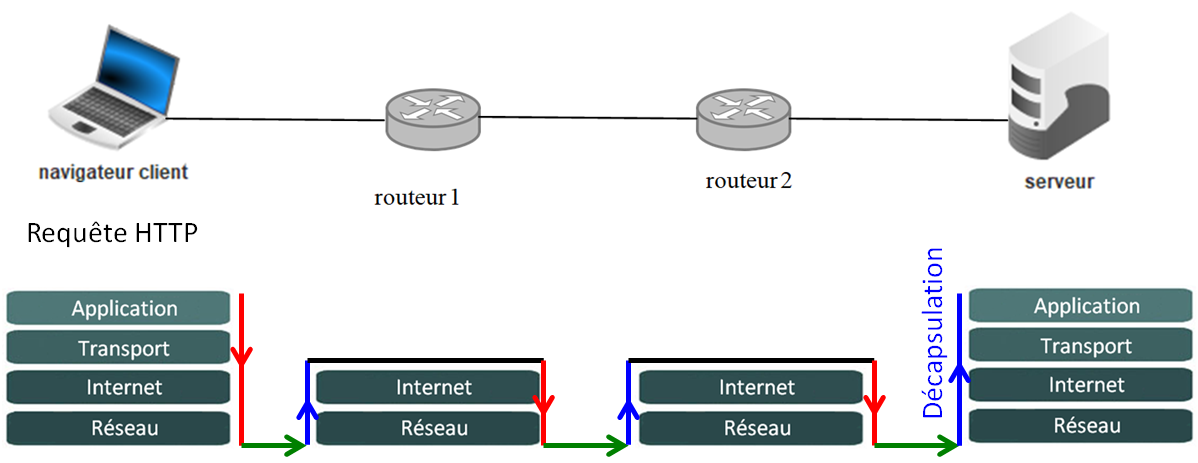 navigateur client
routeur 1
routeur 2
serveur
Requête HTTP
Application
Transport
Internet
Réseau
Internet
Réseau
Internet
Réseau
Décapsulation
Application
Transport
Internet
Réseau